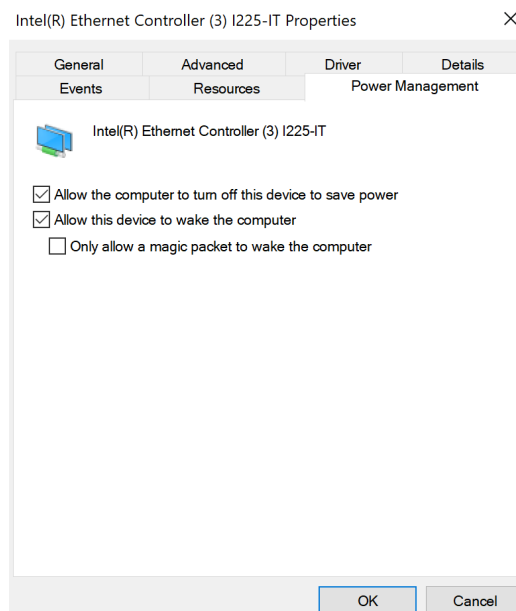 Intel(R) Ethernet Controller (3) I225-IT Properties
General Advanced Driver Details
Events Resources Power Management
Intel(R) Ethernet Controller (3) I225-IT
Allow the computer to turn off this device to save power
Allow this device to wake the computer
Only allow a magic packet to wake the computer
OK Cancel